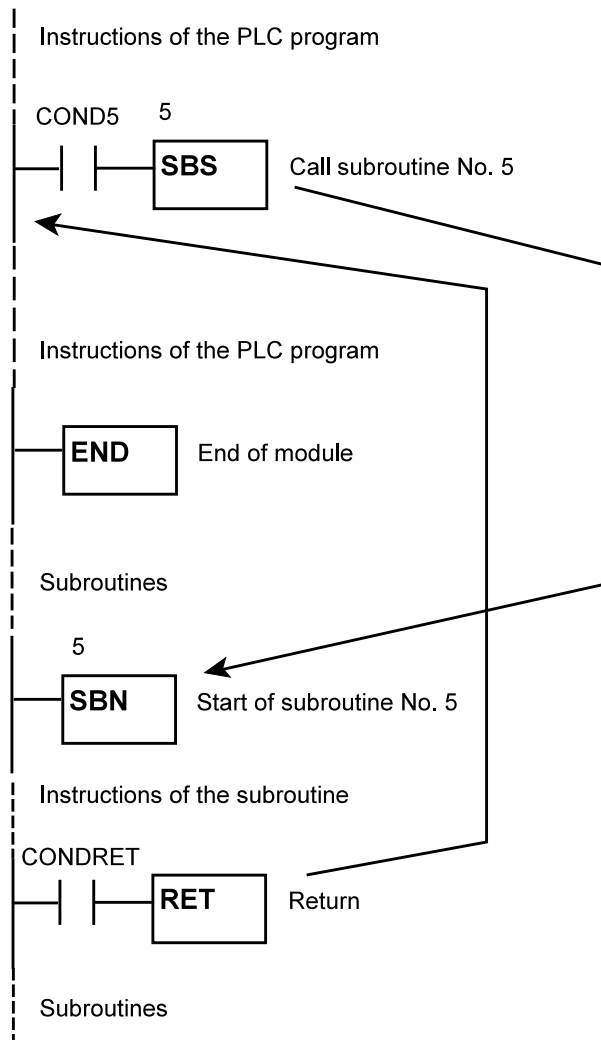 Instructions of the PLC program
COND5 5
SBS Call subroutine No. 5
Instructions of the PLC program
END End of module
Subroutines
5
SBN Start of subroutine No. 5
Instructions of the subroutine
CONDRET
RET Return
Subroutines